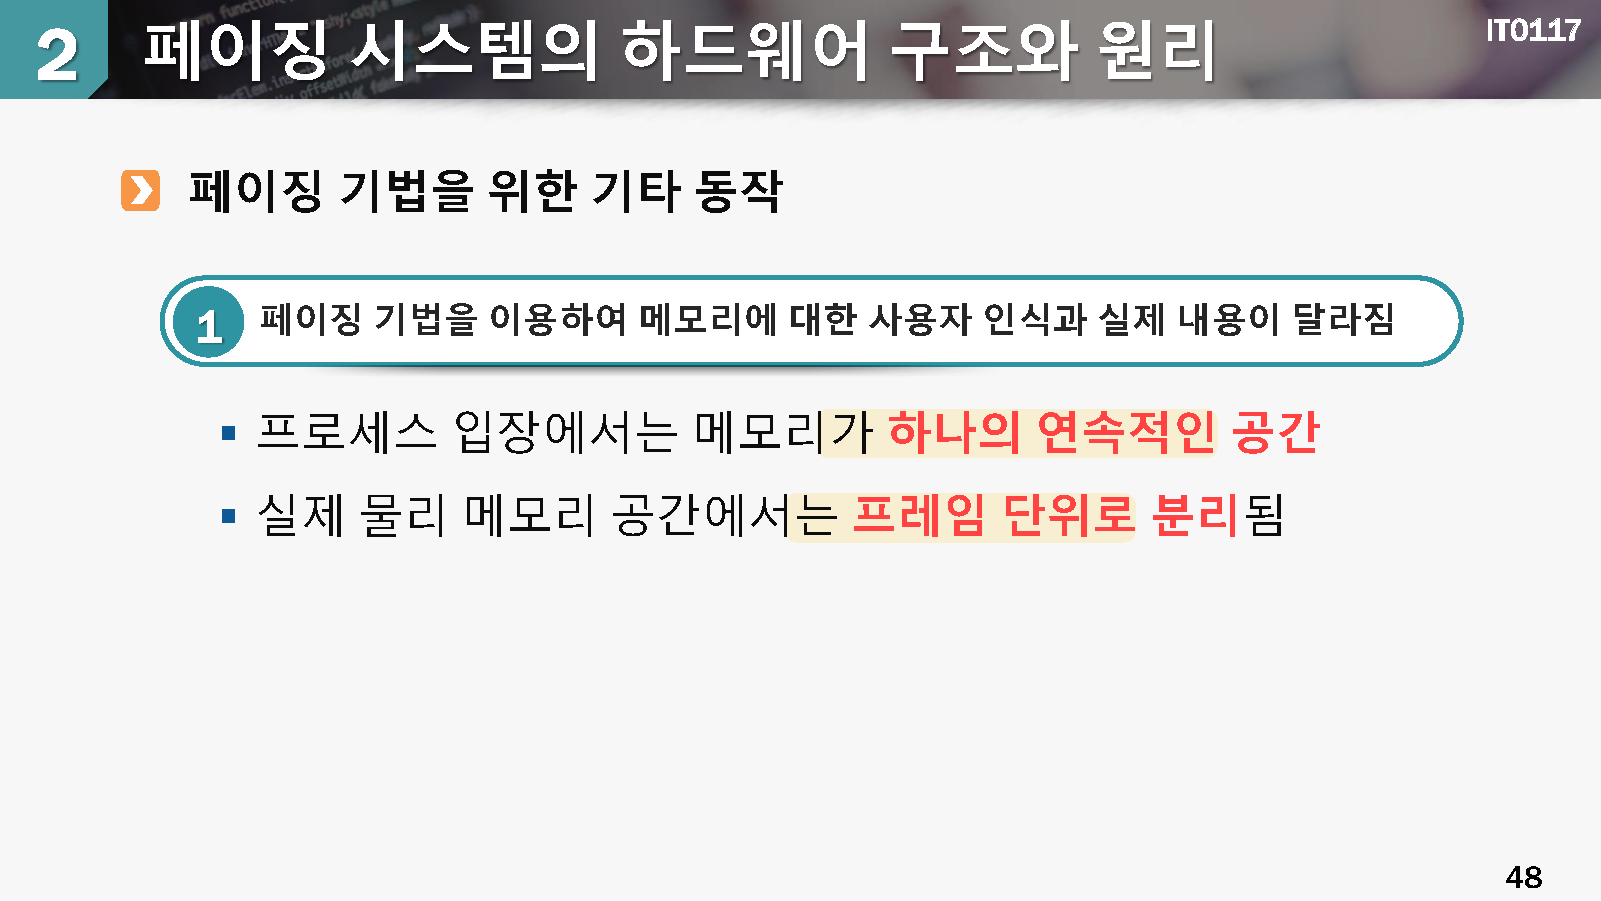 2 페이징 시스템의 하드웨어 구조와 원리
IT0117
페이징 기법을 위한 기타 동작
1 페이징 기법을 이용하여 메모리에 대한 사용자 인식과 실제 내용이 달라짐
▪ 프로세스 입장에서는 메모리가 하나의 연속적인 공간
▪ 실제 물리 메모리 공간에서는 프레임 단위로 분리됨
48